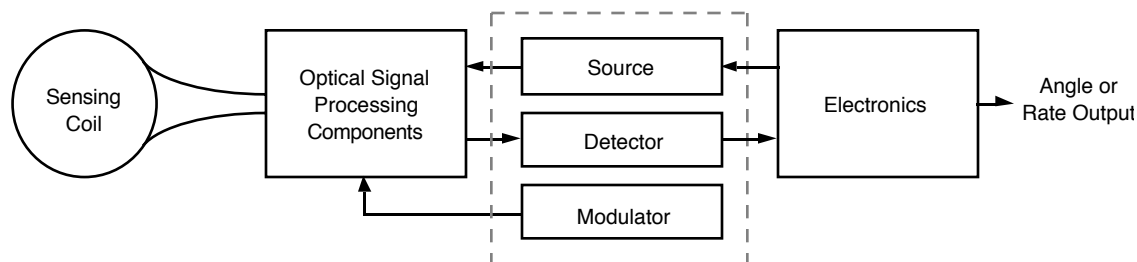 Sensing
Coil
Optical Signal
Processing
Components
Source
Detector
Modulator
Electronics
Angle or
Rate Output